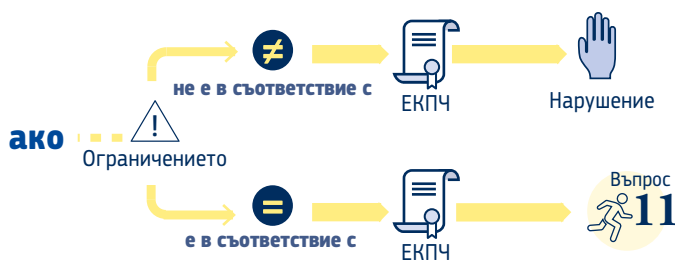 не е в съответствие с
ЕКПЧ
Нарушение
ако
!
Ограничението
Въпрос
11
е в съответствие с
ЕКПЧ